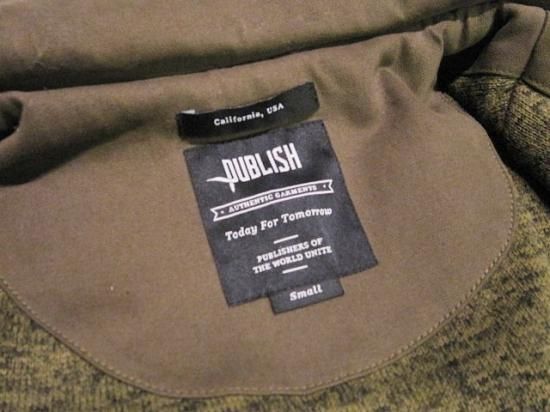 California, USA
PUBLISH
AUTHENTIC GARMENTS
Today For Tomorrow
PUBLISHERS OF
THE WORLD UNITE
Small